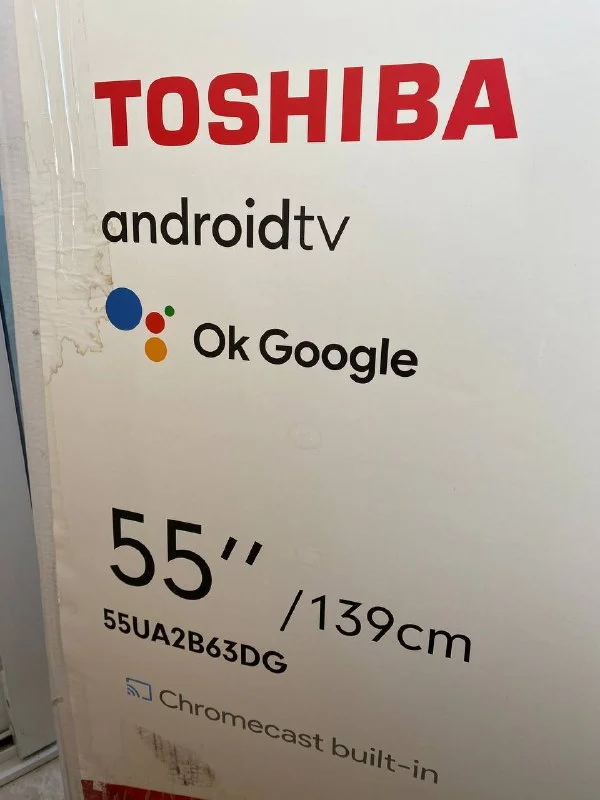 TOSHIBA
androidtv
Ok Google
55″
/139cm
55UA2B63DG
Chromecast built-in